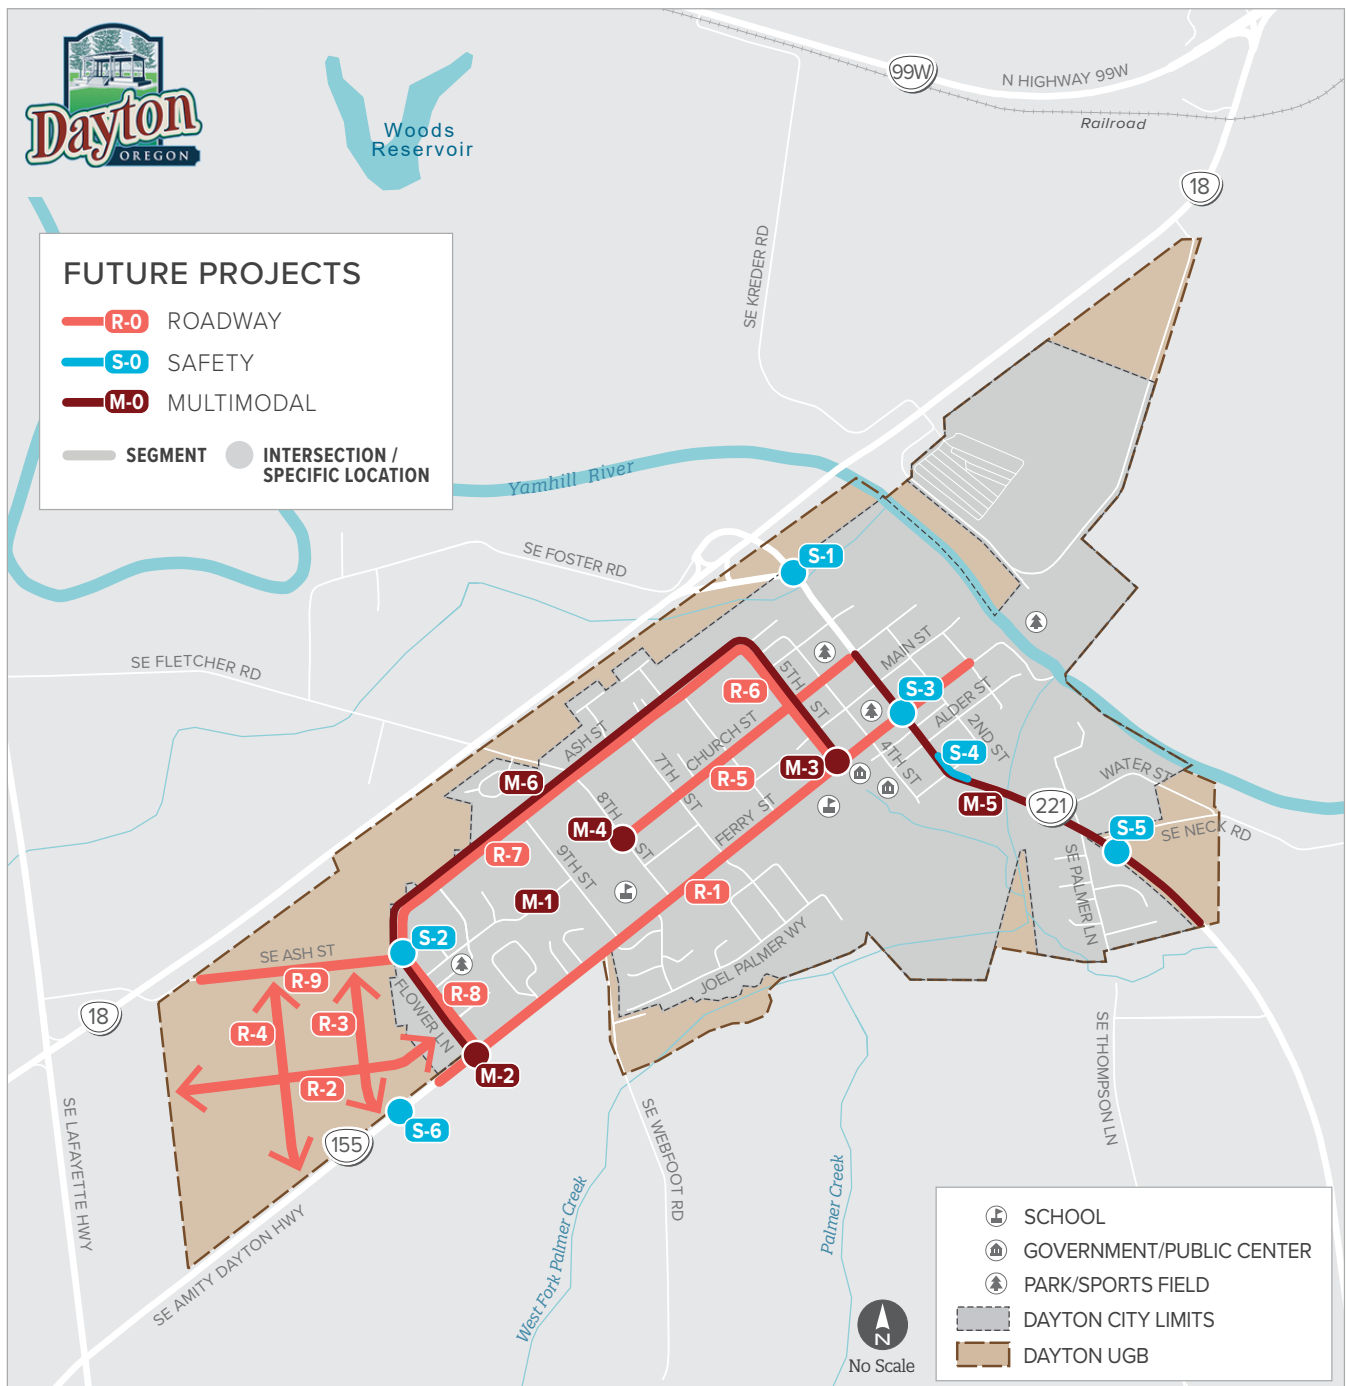 Dayton
OREGON
Woods
Reservoir
99W
N HIGHWAY 99W
Railroad
18
SE KREDER RD
FUTURE PROJECTS
R-0 ROADWAY
S-0 SAFETY
M-0 MULTIMODAL
SEGMENT
INTERSECTION /
SPECIFIC LOCATION
Yamhill River
SE FOSTER RD
S-1
SE FLETCHER RD
MAIN ST
5TH ST
R-6
S-3
ALDER ST
2ND ST
ASH ST
CHURCH ST
7TH ST
4TH ST
S-4
M-3
R-5
M-6
WATER ST
M-5
221
8TH ST
M-4
FERRY ST
S-5
SE NECK RD
R-7
9TH ST
SE PALMER LN
R-1
M-1
S-2
SE ASH ST
JOEL PALMER WY
R-9
R-8
FLOWER LN
18
R-4
R-3
R-2
M-2
S-6
155
SE THOMPSON LN
SE LAFAYETTE HWY
SE WEBFOOT RD
SE AMITY DAYTON HWY
West Fork Palmer Creek
Palmer Creek
N
No Scale
SCHOOL
GOVERNMENT/PUBLIC CENTER
PARK/SPORTS FIELD
DAYTON CITY LIMITS
DAYTON UGB